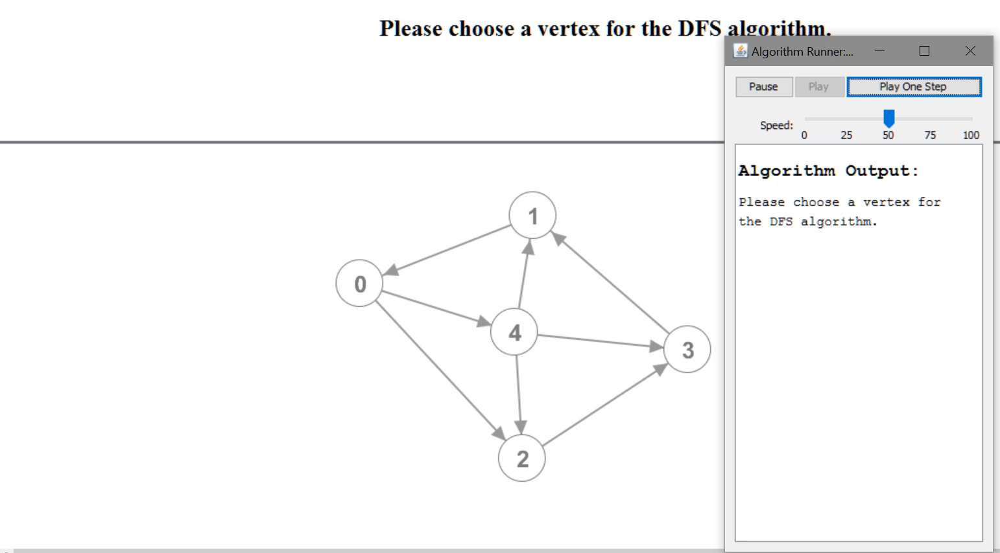 Please choose a vertex for the DFS algorithm.
Algorithm Runner:...
Pause Play Play One Step
Speed:
0 25 50 75 100
Algorithm Output:
Please choose a vertex for
the DFS algorithm.
1
0
4
3
2